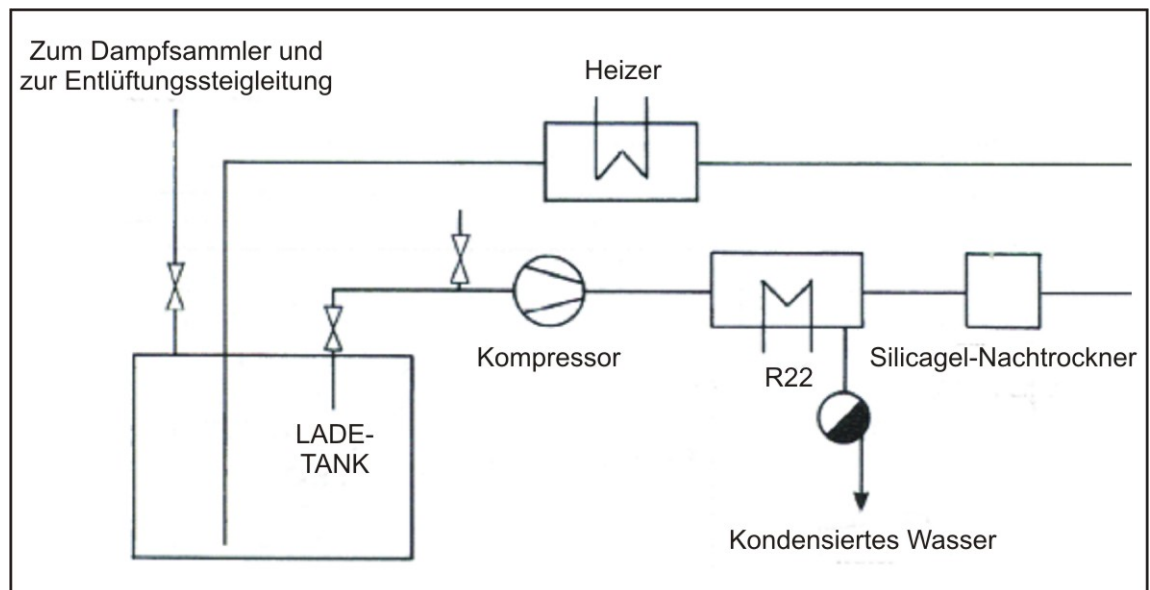 Zum Dampfsammler und
zur Entlüftungssteigleitung
Heizer
Kompressor
R22
Silicagel-Nachtrockner
LADE-
TANK
Kondensiertes Wasser